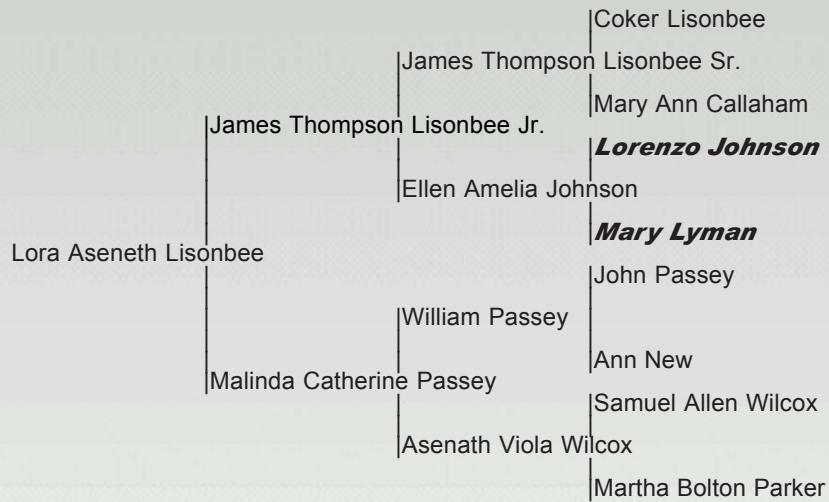 Coker Lisonbee
James Thompson Lisonbee Sr.
Mary Ann Callaham
James Thompson Lisonbee Jr.
Lorenzo Johnson
Ellen Amelia Johnson
Mary Lyman
Lora Aseneth Lisonbee
John Passey
William Passey
Ann New
Malinda Catherine Passey
Samuel Allen Wilcox
Asenath Viola Wilcox
Martha Bolton Parker